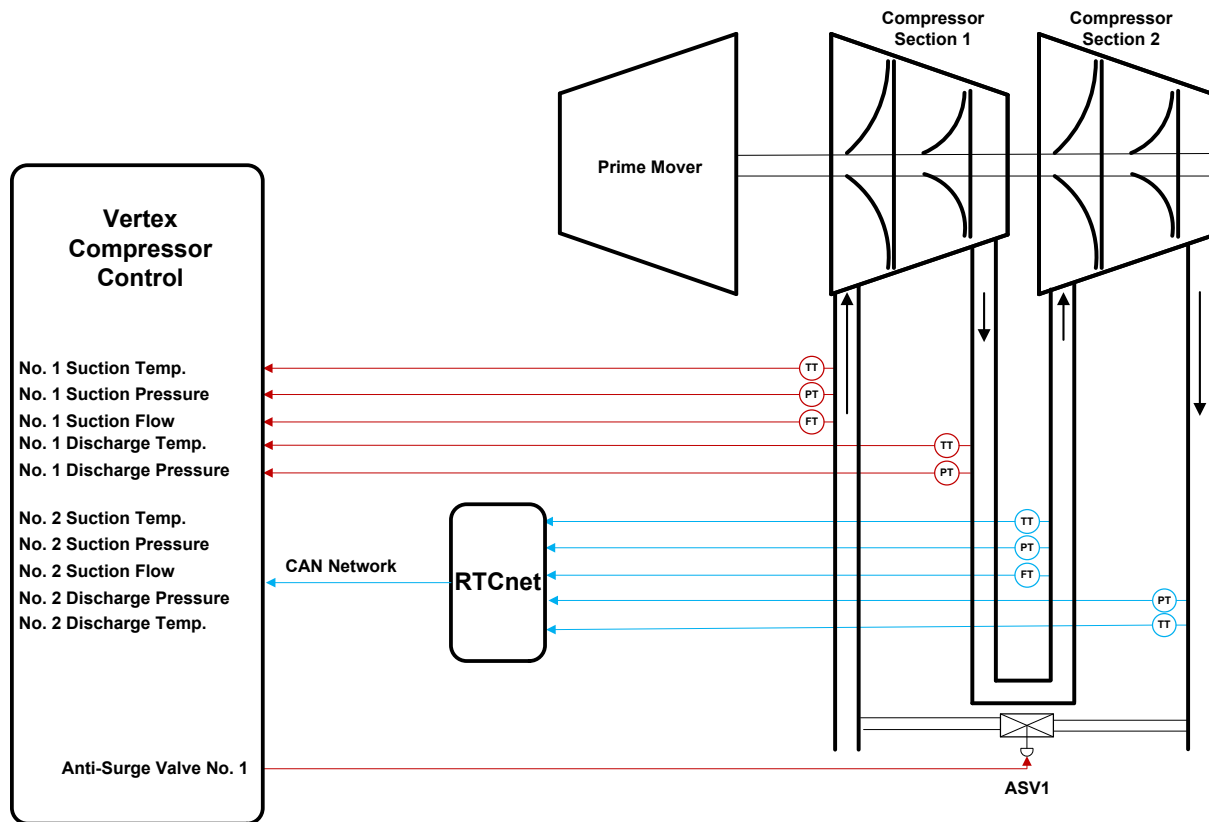 Compressor
Section 1
Compressor
Section 2
Prime Mover
Vertex
Compressor
Control
No. 1 Suction Temp.
TT
No. 1 Suction Pressure
PT
No. 1 Suction Flow
FT
No. 1 Discharge Temp.
TT
No. 1 Discharge Pressure
PT
No. 2 Suction Temp.
TT
No. 2 Suction Pressure
PT
No. 2 Suction Flow
CAN Network
RTCnet
FT
No. 2 Discharge Pressure
PT
No. 2 Discharge Temp.
TT
Anti-Surge Valve No. 1
ASV1